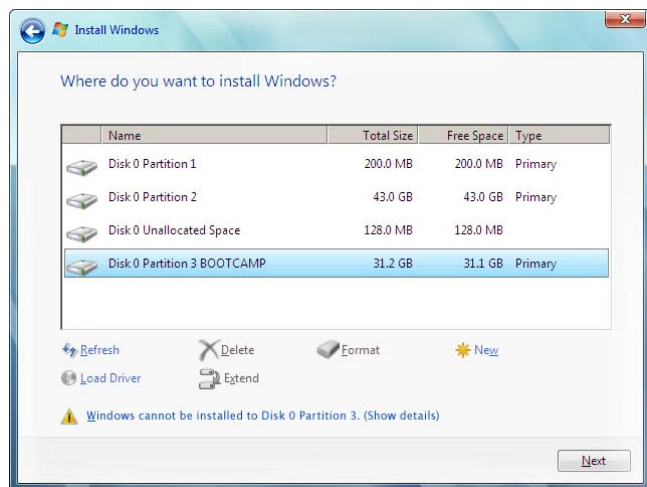 Install Windows
Where do you want to install Windows?
Name Total Size Free Space Type
Disk 0 Partition 1 200.0 MB 200.0 MB Primary
Disk 0 Partition 2 43.0 GB 43.0 GB Primary
Disk 0 Unallocated Space 128.0 MB 128.0 MB
Disk 0 Partition 3 BOOTCAMP 31.2 GB 31.1 GB Primary
Refresh Delete Format New
Load Driver Extend
Windows cannot be installed to Disk 0 Partition 3. (Show details)
Next